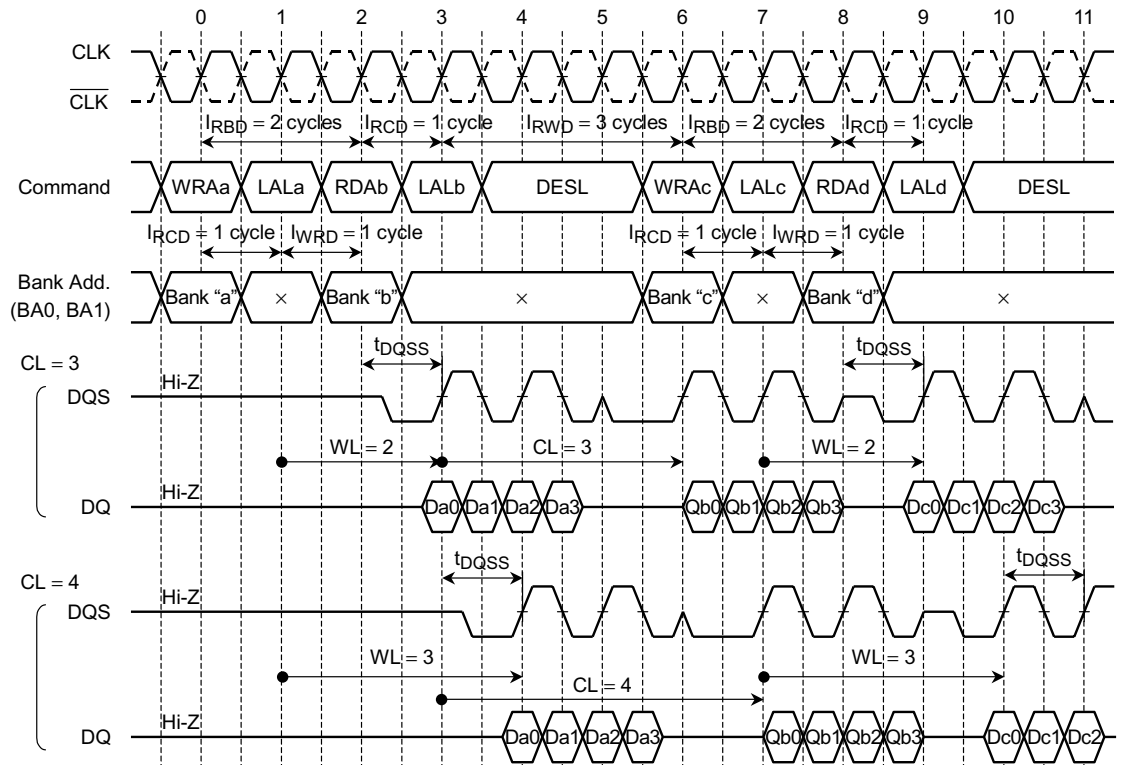 0 1 2 3 4 5 6 7 8 9 10 11
CLK
CLK
IRBD = 2 cycles IRCD = 1 cycle IRWD = 3 cycles IRBD = 2 cycles IRCD = 1 cycle
Command WRAa LALa RDAb LALb DESL WRAc LALc RDAd LALd DESL
IRCD = 1 cycle IWRD = 1 cycle IRCD = 1 cycle IWRD = 1 cycle
Bank Add.
(BA0, BA1)
Bank “a” × Bank “b” × Bank “c” × Bank “d” ×
CL = 3
tDQSS tDQSS
DQS Hi-Z
WL = 2 CL = 3 WL = 2
DQ Hi-Z Da0 Da1 Da2 Da3 Qb0 Qb1 Qb2 Qb3 Dc0 Dc1 Dc2 Dc3
CL = 4
tDQSS tDQSS
DQS Hi-Z
WL = 3 WL = 3
CL = 4
DQ Hi-Z Da0 Da1 Da2 Da3 Qb0 Qb1 Qb2 Qb3 Dc0 Dc1 Dc2